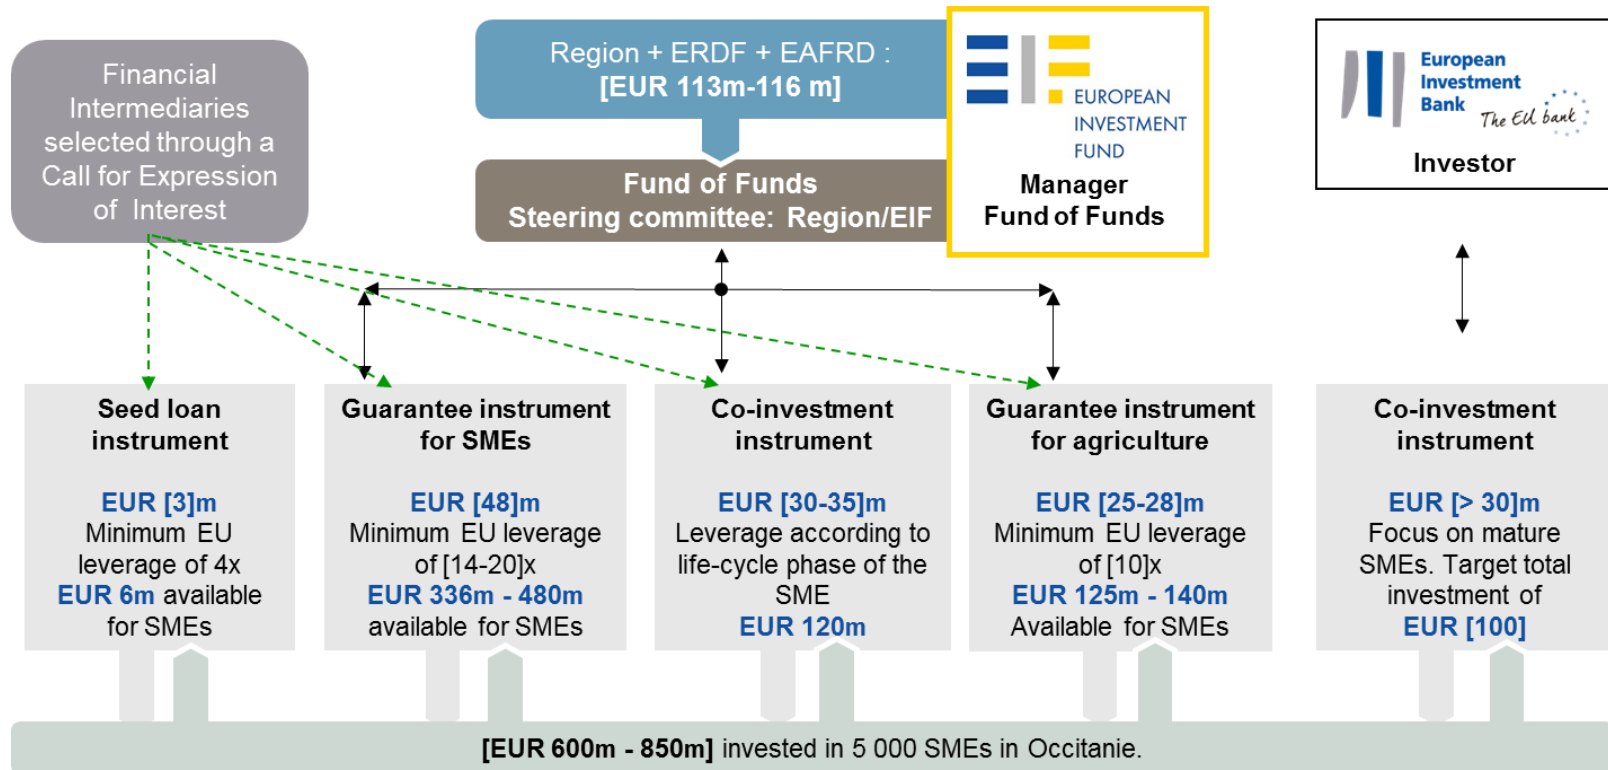 Financial
Intermediaries
selected through a
Call for Expression
of Interest
Region + ERDF + EAFRD :
[EUR 113m-116 m]
Fund of Funds
Steering committee: Region/EIF
EIF
EUROPEAN
INVESTMENT
FUND
Manager
Fund of Funds
European
Investment
Bank
The EU bank
Investor
Seed loan
instrument
EUR [3]m
Minimum EU
leverage of 4x
EUR 6m available
for SMEs
Guarantee instrument
for SMEs
EUR [48]m
Minimum EU leverage
of [14-20]x
EUR 336m - 480m
available for SMEs
Co-investment
instrument
EUR [30-35]m
Leverage according to
life-cycle phase of the
SME
EUR 120m
Guarantee instrument
for agriculture
EUR [25-28]m
Minimum EU leverage
of [10]x
EUR 125m - 140m
Available for SMEs
Co-investment
instrument
EUR [> 30]m
Focus on mature
SMEs. Target total
investment of
EUR [100]
[EUR 600m - 850m] invested in 5 000 SMEs in Occitanie.